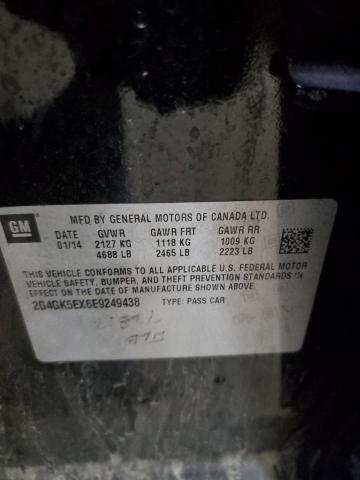 GM
MFD BY GENERAL MOTORS OF CANADA LTD.
DATE GVWR GAWR FRT GAWR RR
01/14 2127 KG 1118 KG 1009 KG
4688 LB 2465 LB 2223 LB
THIS VEHICLE CONFORMS TO ALL APPLICABLE U.S. FEDERAL MOTOR
VEHICLE SAFETY, BUMPER, AND THEFT PREVENTION STANDARDS IN
EFFECT ON THE DATE OF MANUFACTURE SHOWN ABOVE.
2G4GK5EX6E9249438 TYPE: PASS CAR